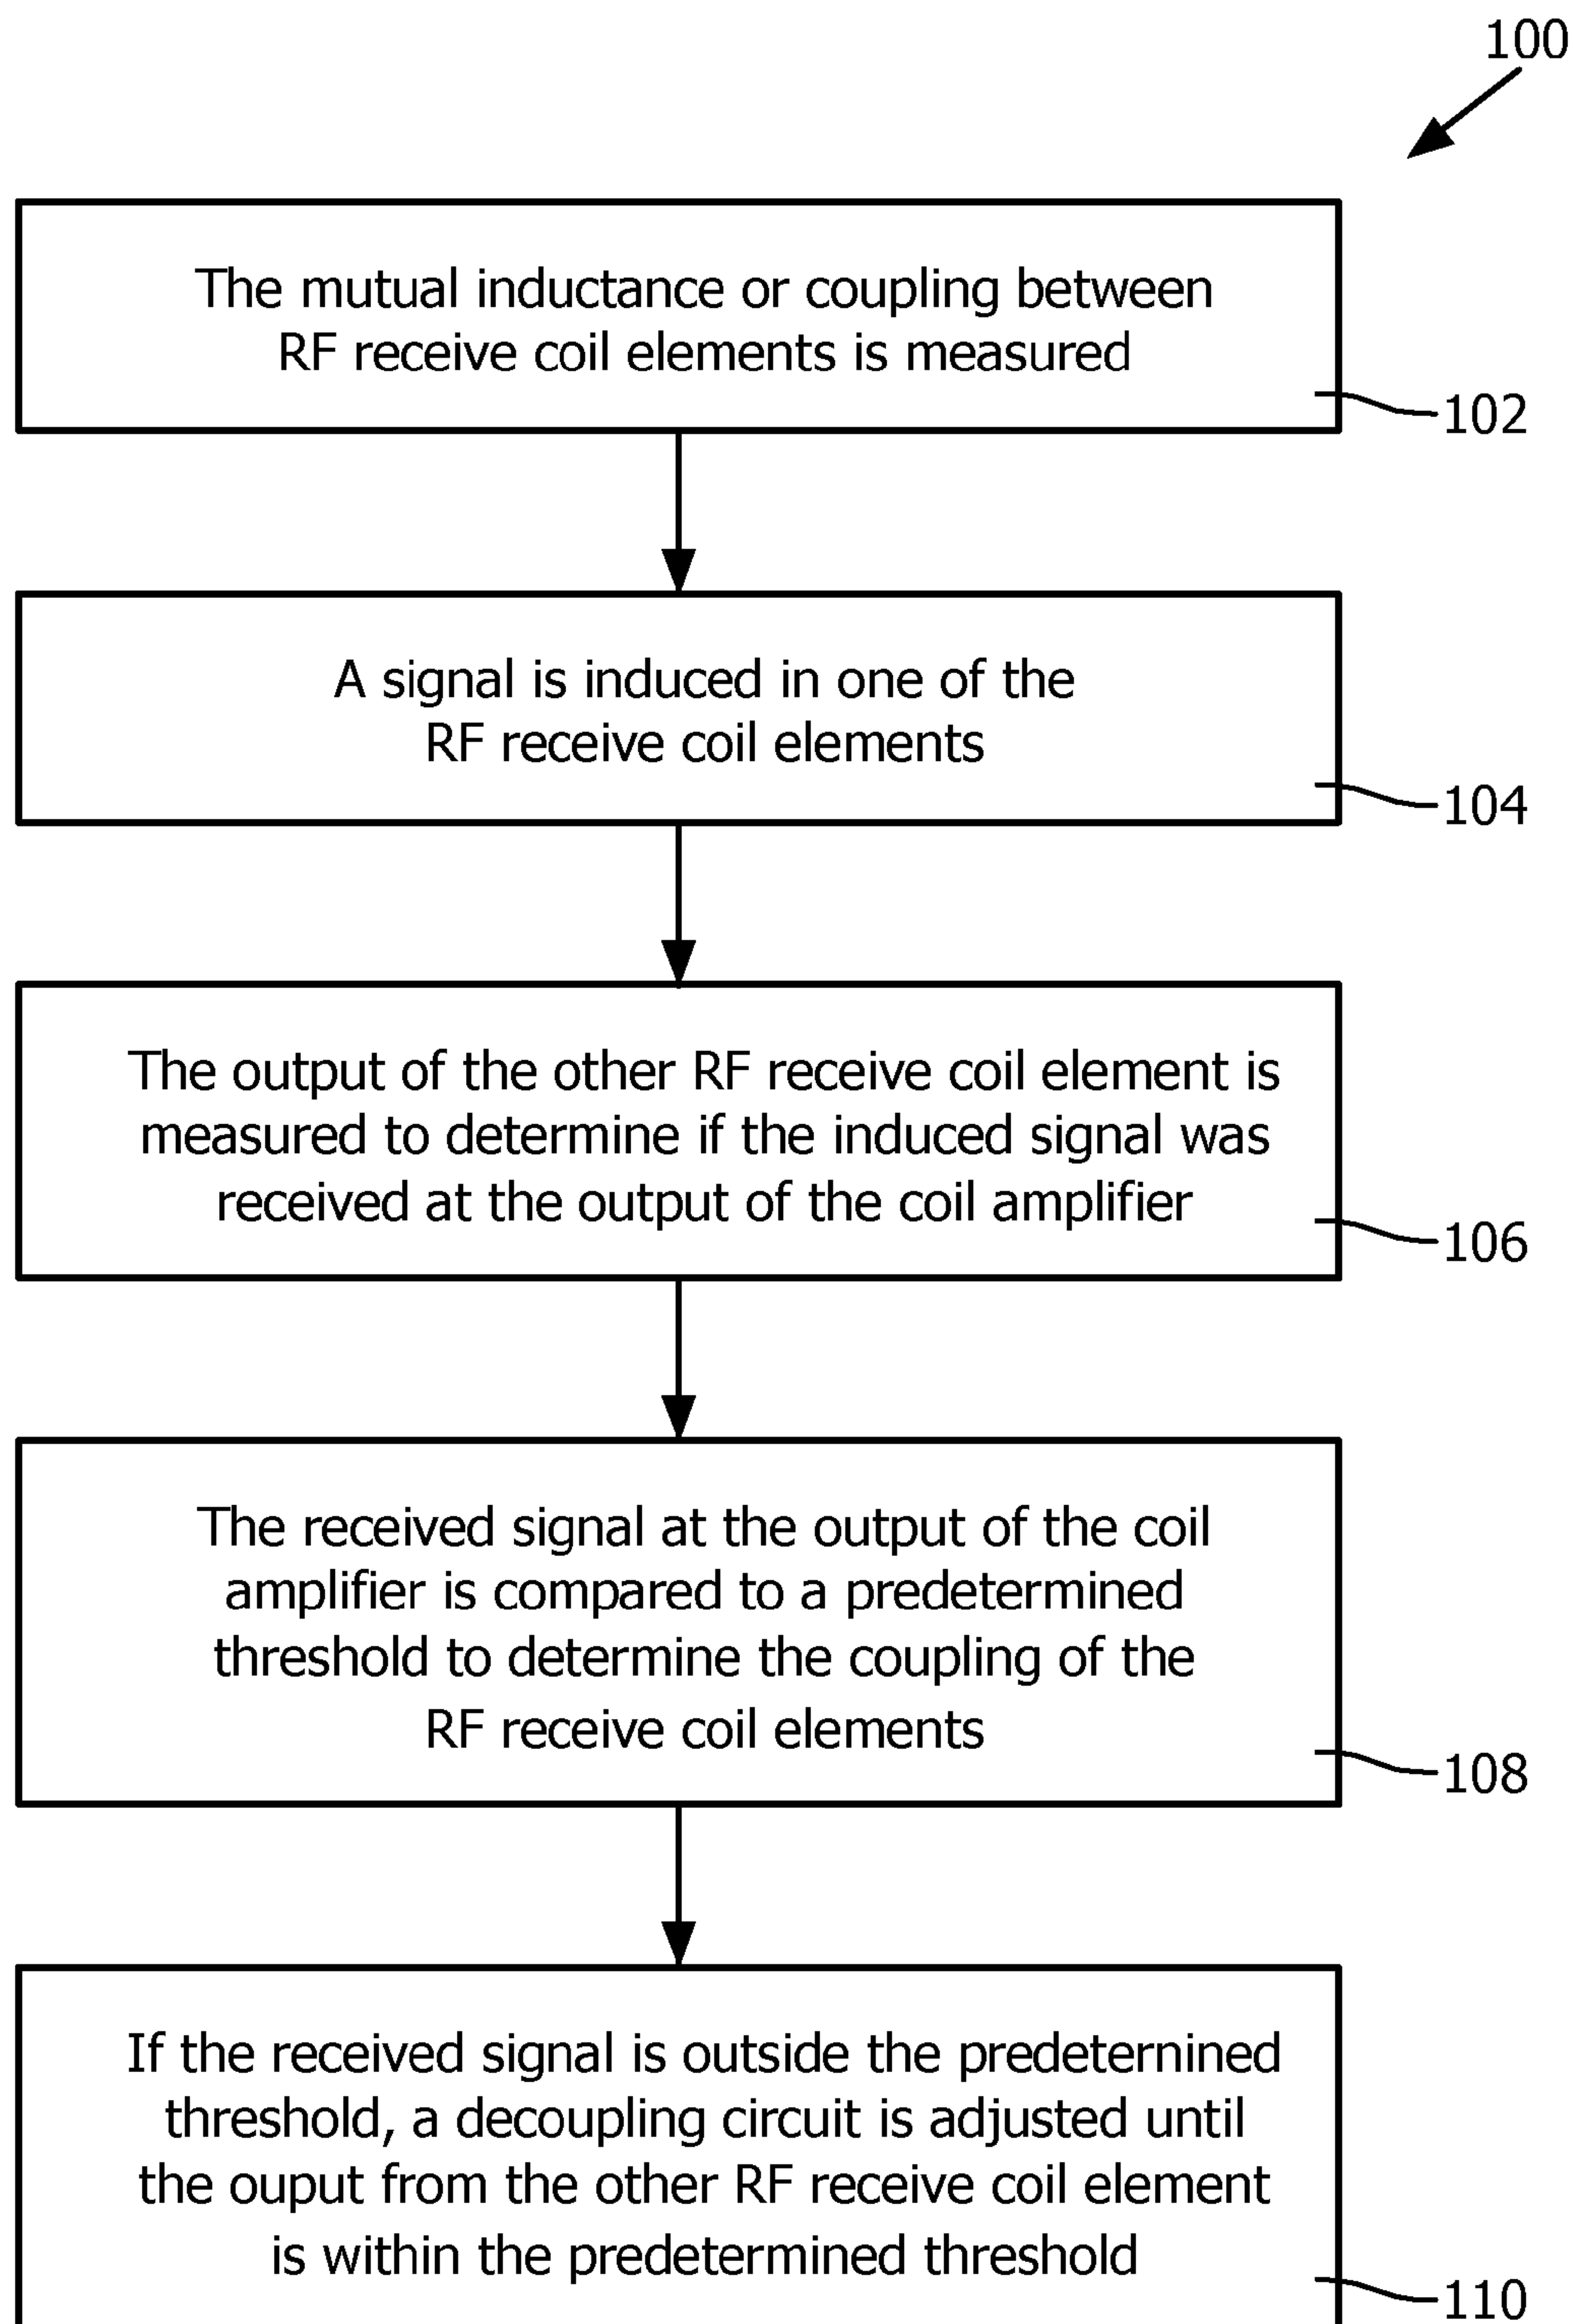 100
The mutual inductance or coupling between
RF receive coil elements is measured
102
A signal is induced in one of the
RF receive coil elements
104
The output of the other RF receive coil element is
measured to determine if the induced signal was
received at the output of the coil amplifier
106
The received signal at the output of the coil
amplifier is compared to a predetermined
threshold to determine the coupling of the
RF receive coil elements
108
If the received signal is outside the predeternined
threshold, a decoupling circuit is adjusted until
the ouput from the other RF receive coil element
is within the predetermined threshold
110